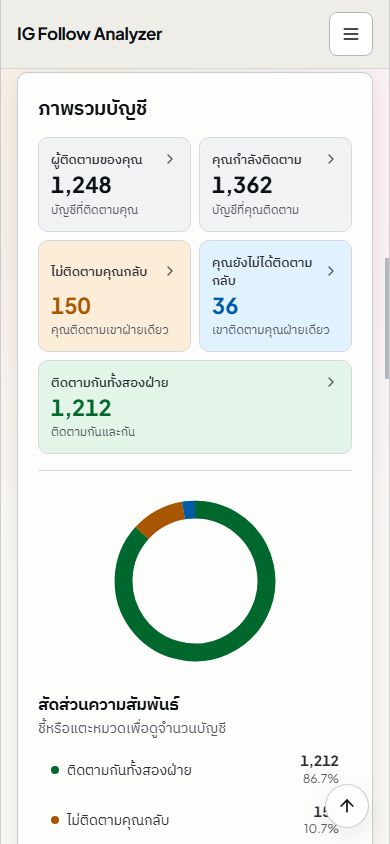 IG Follow Analyzer
ภาพรวมบัญชี
ผู้ติดตามของคุณ
1,248
บัญชีที่ติดตามคุณ
คุณกำลังติดตาม
1,362
บัญชีที่คุณติดตาม
ไม่ติดตามคุณกลับ
150
คุณติดตามเขาฝ่ายเดียว
คุณยังไม่ได้ติดตาม
กลับ
36
เขาติดตามคุณฝ่ายเดียว
ติดตามกันทั้งสองฝ่าย
1,212
ติดตามกันและกัน
สัดส่วนความสัมพันธ์
ชี้หรือแตะหมวดเพื่อดูจำนวนบัญชี
ติดตามกันทั้งสองฝ่าย
1,212
86.7%
ไม่ติดตามคุณกลับ
10.7%